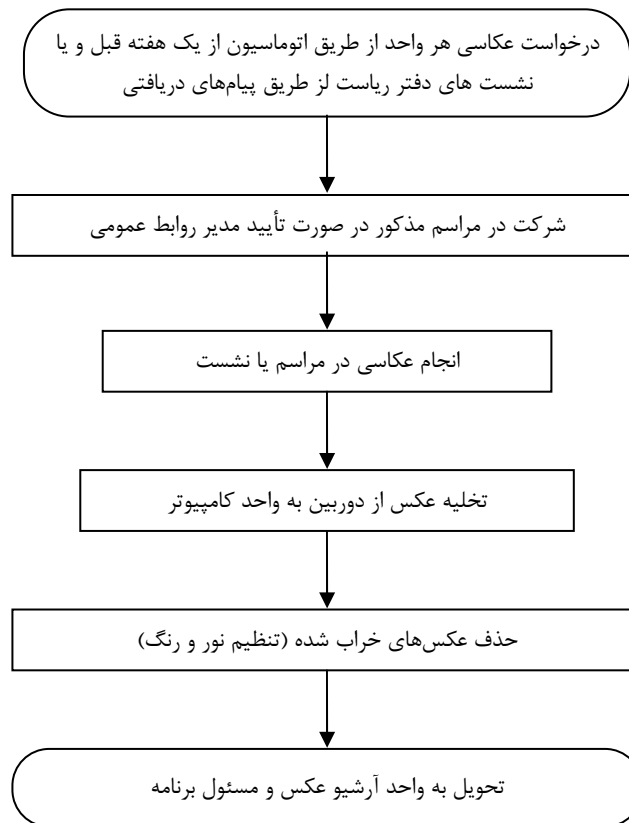 درخواست عکاسی هر واحد از طریق اتوماسیون از یک هفته قبل و یا
نشست های دفتر ریاست لز طریق پیام‌های دریافتی
شرکت در مراسم مذکور در صورت تأیید مدیر روابط عمومی
انجام عکاسی در مراسم یا نشست
تخلیه عکس از دوربین به واحد کامپیوتر
حذف عکس‌های خراب شده (تنظیم نور و رنگ)
تحویل به واحد آرشیو عکس و مسئول برنامه